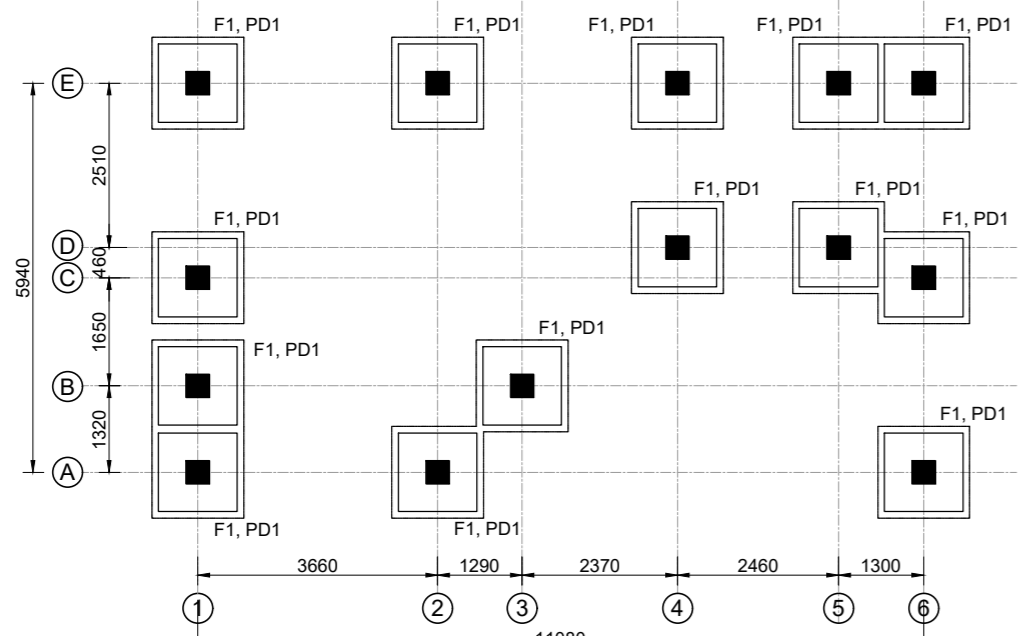 F1, PD1
F1, PD1
F1, PD1
F1, PD1
F1, PD1
E
2510
F1, PD1
F1, PD1
F1, PD1
F1, PD1
D
460
5940
C
1650
F1, PD1
F1, PD1
B
1320
F1, PD1
A
F1, PD1
F1, PD1
3660
1290
2370
2460
1300
1
2
3
4
5
6